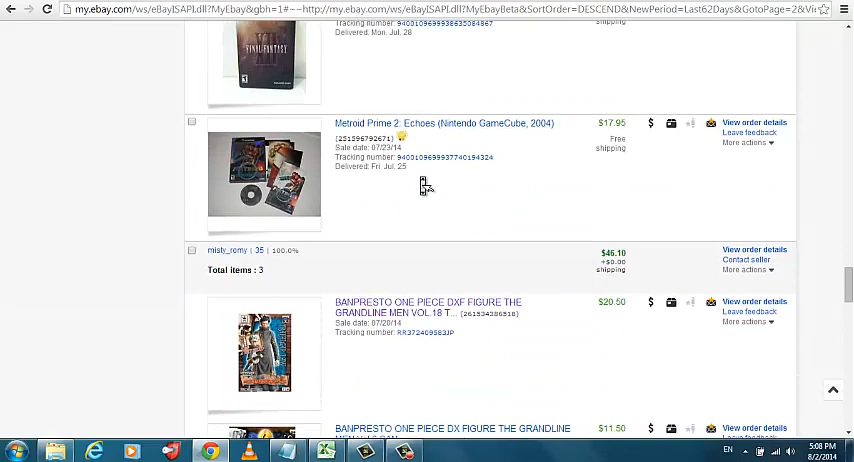 my.ebay.com/ws/eBayISAPI.dll?MyEbay&gbh=1#~~http://my.ebay.com/ws/eBayISAPI.dll?MyEbayBeta&SortOrder=DESCEND&NewPeriod=Last62Days&GotoPage=2&Vi
Tracking number: 9400109699938635084867
Delivered: Mon. Jul. 28
shipping
FINAL FANTASY
XII
Metroid Prime 2: Echoes (Nintendo GameCube, 2004)
$17.95
$
View order details
(251596792671)
Free
shipping
Leave feedback
Sale date: 07/23/14
More actions
Tracking number: 9400109699937740194324
Delivered: Fri. Jul. 25
misty_romy | 35 | 100.0%
$46.10
+$0.00
shipping
View order details
Contact seller
More actions
Total items : 3
BANPRESTO ONE PIECE DXF FIGURE THE
GRANDLINE MEN VOL.18 T... (261534386518)
$20.50
$
View order details
Leave feedback
More actions
Sale date: 07/20/14
Tracking number: RR372409583JP
BANPRESTO ONE PIECE DX FIGURE THE GRANDLINE
$11.50
$
View order details
EN
5:08 PM
8/2/2014